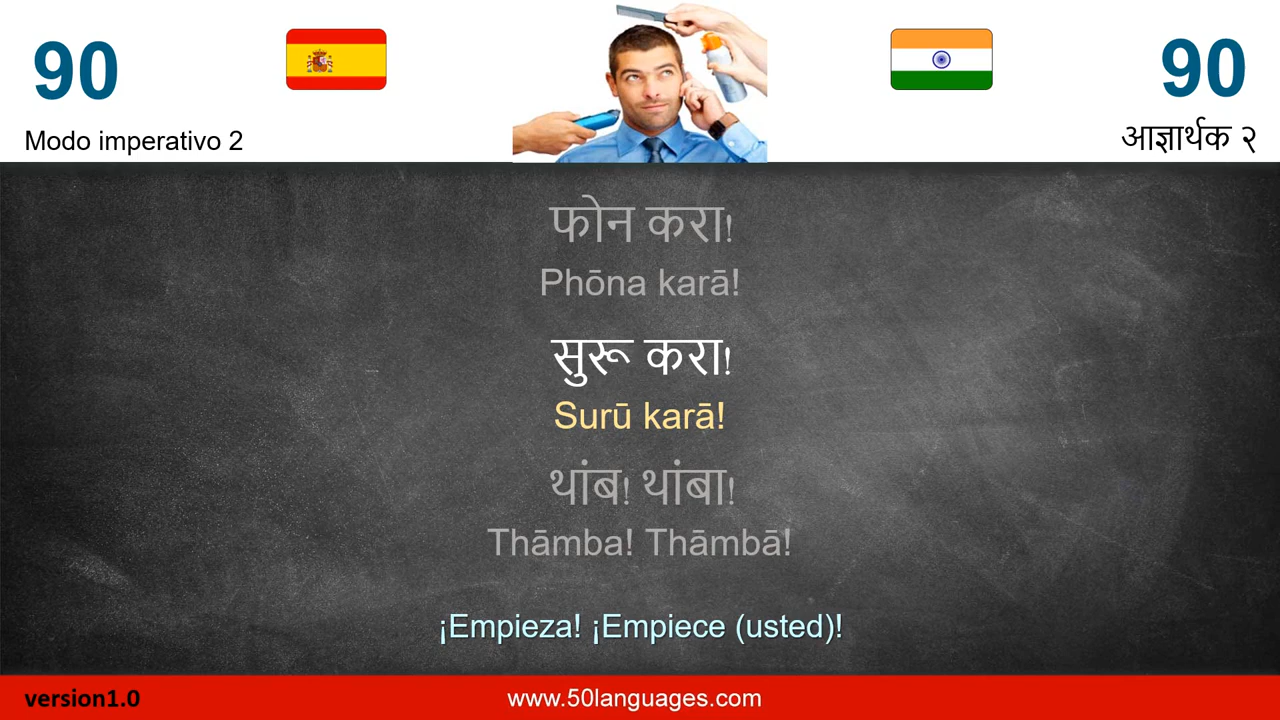 90
90
Modo imperativo 2
आज्ञार्थक २
फोन करा!
Phōna karā!
सुरू करा!
Surū karā!
थांब! थांबा!
Thāmba! Thāmbā!
¡Empieza! ¡Empiece (usted)!
version1.0
www.50languages.com